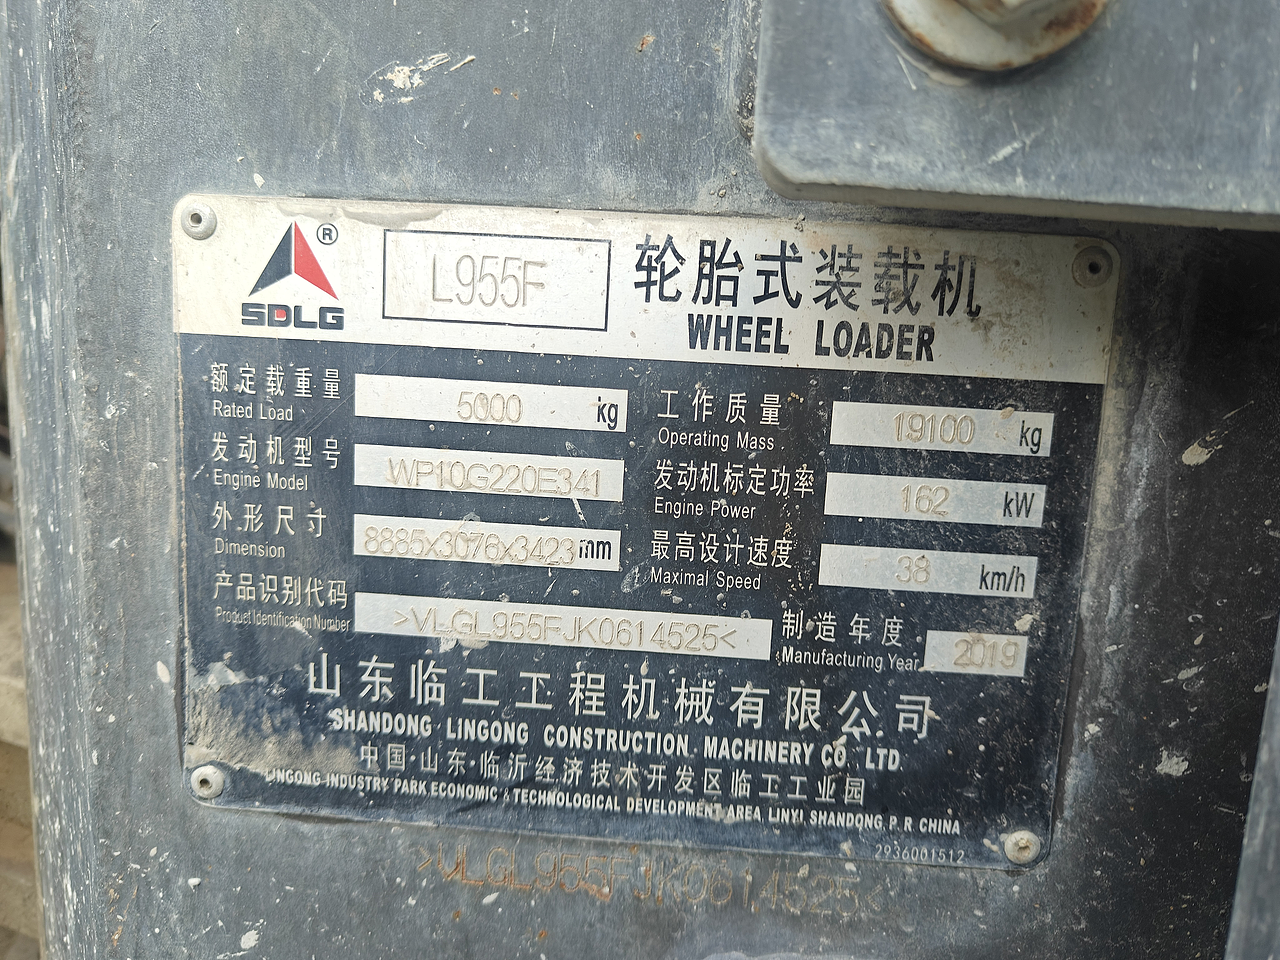 ®
SDLG
L955F
轮胎式装载机
WHEEL LOADER
额定载重量
Rated Load
5000 kg
工作质量
Operating Mass
19100 kg
发动机型号
Engine Model
WP10G220E341
发动机标定功率
Engine Power
162 kW
外形尺寸
Dimension
8885x3076x3423 mm
最高设计速度
Maximal Speed
38 km/h
产品识别代码
Product Identification Number
>VLGL955FJK0614525<
制造年度
Manufacturing Year
2019
山东临工工程机械有限公司
SHANDONG LINGONG CONSTRUCTION MACHINERY CO. LTD.
中国·山东·临沂经济技术开发区临工工业园
LINGONG INDUSTRY PARK ECONOMIC & TECHNOLOGICAL DEVELOPMENT AREA LINYI SHANDONG, P. R CHINA
2936001512
>VLGL955FJK0614525<